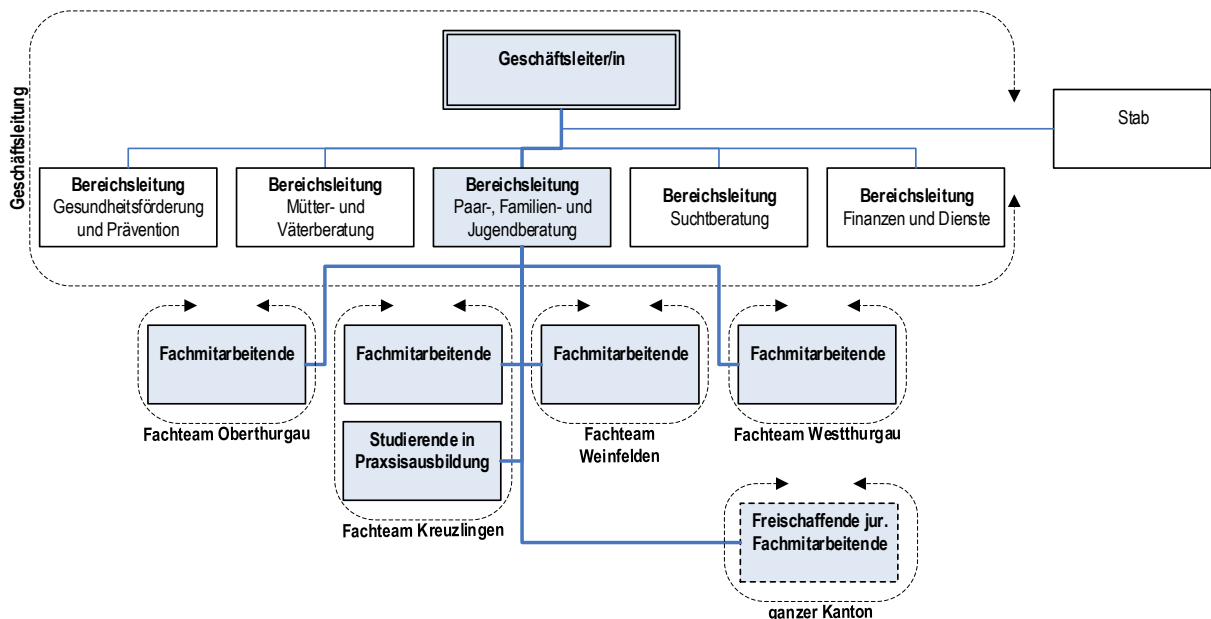 Geschäftsleitung
Geschäftsleiter/in
Stab
Bereichsleitung
Gesundheitsförderung
und Prävention
Bereichsleitung
Mütter- und
Väterberatung
Bereichsleitung
Paar-, Familien- und
Jugendberatung
Bereichsleitung
Suchtberatung
Bereichsleitung
Finanzen und Dienste
Fachmitarbeitende
Fachteam Oberthurgau
Fachmitarbeitende
Studierende in
Praxsisausbildung
Fachteam Kreuzlingen
Fachmitarbeitende
Fachteam
Weinfelden
Fachmitarbeitende
Fachteam Westthurgau
Freischaffende jur.
Fachmitarbeitende
ganzer Kanton